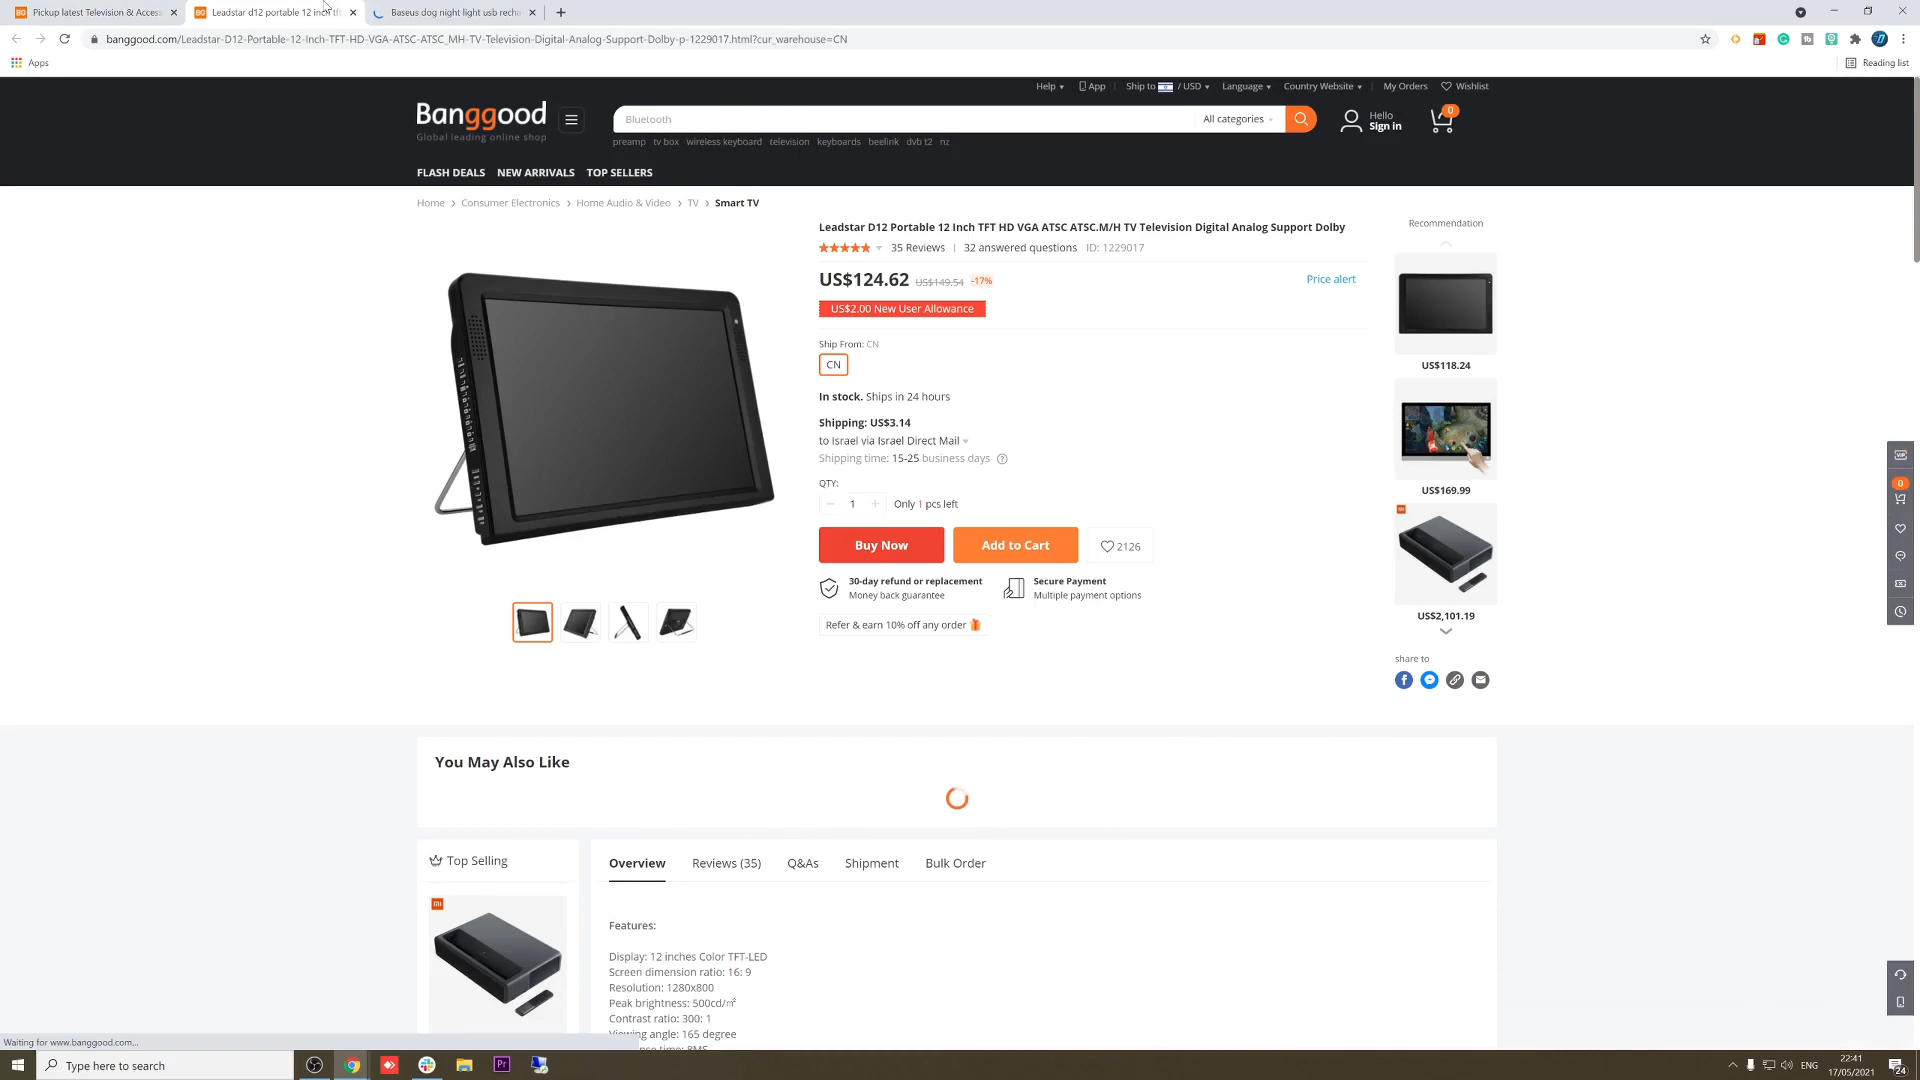 Pickup latest Television & Access
Leadstar d12 portable 12 inch tft
Baseus dog night light usb recha
banggood.com/Leadstar-D12-Portable-12-Inch-TFT-HD-VGA-ATSC-ATSC_MH-TV-Television-Digital-Analog-Support-Dolby-p-1229017.html?cur_warehouse=CN
Apps
Reading list
Help
App
Ship to / USD
Language
Country Website
My Orders
Wishlist
Banggood
Global leading online shop
Bluetooth
All categories
Hello
Sign in
0
preamp tv box wireless keyboard television keyboards beelink dvb t2 nz
FLASH DEALS NEW ARRIVALS TOP SELLERS
Home > Consumer Electronics > Home Audio & Video > TV > Smart TV
Leadstar D12 Portable 12 Inch TFT HD VGA ATSC ATSC.M/H TV Television Digital Analog Support Dolby
35 Reviews | 32 answered questions ID: 1229017
US$124.62 US$149.54 -17%
Price alert
US$2.00 New User Allowance
Ship From: CN
CN
In stock. Ships in 24 hours
Shipping: US$3.14
to Israel via Israel Direct Mail
Shipping time: 15-25 business days ?
QTY:
− 1 + Only 1 pcs left
Buy Now
Add to Cart
2126
30-day refund or replacement
Money back guarantee
Secure Payment
Multiple payment options
Refer & earn 10% off any order
Recommendation
US$118.24
US$169.99
US$2,101.19
share to
VIP
0
You May Also Like
Top Selling
Overview
Reviews (35)
Q&As
Shipment
Bulk Order
Features:
Display: 12 inches Color TFT-LED
Screen dimension ratio: 16: 9
Resolution: 1280x800
Peak brightness: 500cd/㎡
Contrast ratio: 300: 1
Viewing angle: 165 degree
Waiting for www.banggood.com...
Type here to search
Pr
ENG
22:41
17/05/2021
24